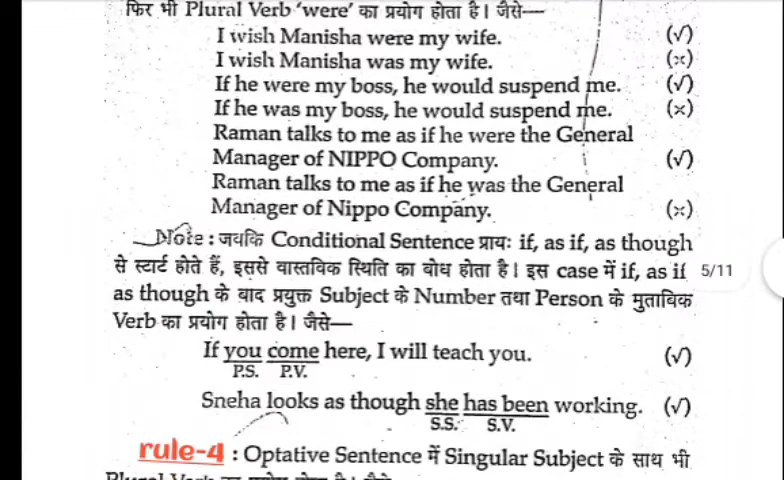 फिर भी Plural Verb 'were' का प्रयोग होता है। जैसे—
I wish Manisha were my wife. (√)
I wish Manisha was my wife. (×)
If he were my boss, he would suspend me. (√)
If he was my boss, he would suspend me. (×)
Raman talks to me as if he were the General
Manager of NIPPO Company. (√)
Raman talks to me as if he was the General
Manager of Nippo Company. (×)
Note : जबकि Conditional Sentence प्रायः if, as if, as though
से स्टार्ट होते हैं, इससे वास्तविक स्थिति का बोध होता है। इस case में if, as if
5/11
as though के बाद प्रयुक्त Subject के Number तथा Person के मुताबिक
Verb का प्रयोग होता है। जैसे—
If you come here, I will teach you. (√)
P.S. P.V.
Sneha looks as though she has been working. (√)
S.S. S.V.
rule-4 : Optative Sentence में Singular Subject के साथ भी
Plural Verb का प्रयोग होता है। जैसे—